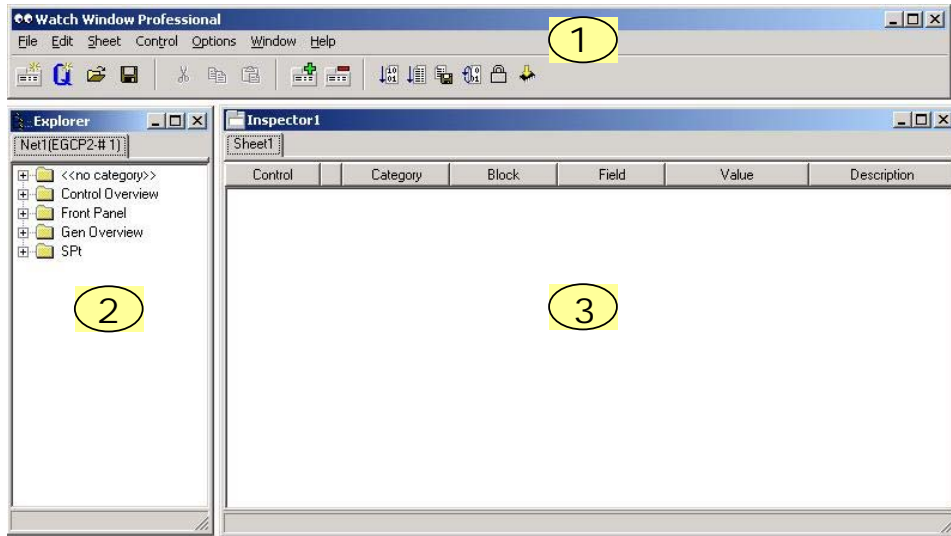 Watch Window Professional
File Edit Sheet Control Options Window Help
1
Explorer
Net1(EGCP2-# 1)
<<no category>>
Control Overview
Front Panel
Gen Overview
SPt
2
Inspector1
Sheet1
Control Category Block Field Value Description
3